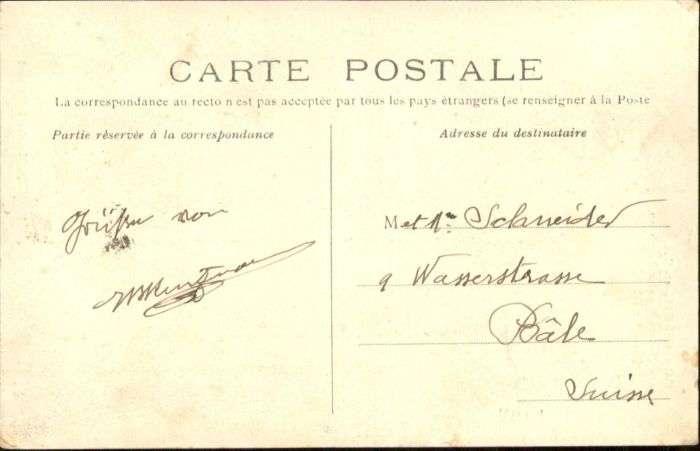 CARTE POSTALE
La correspondance au recto n'est pas acceptée par tous les pays étrangers (se renseigner à la Poste
Partie réservée à la correspondance
Adresse du destinataire
Grüße von
M et Me Schneider
9 Wasserstrasse
Bâle
Suisse